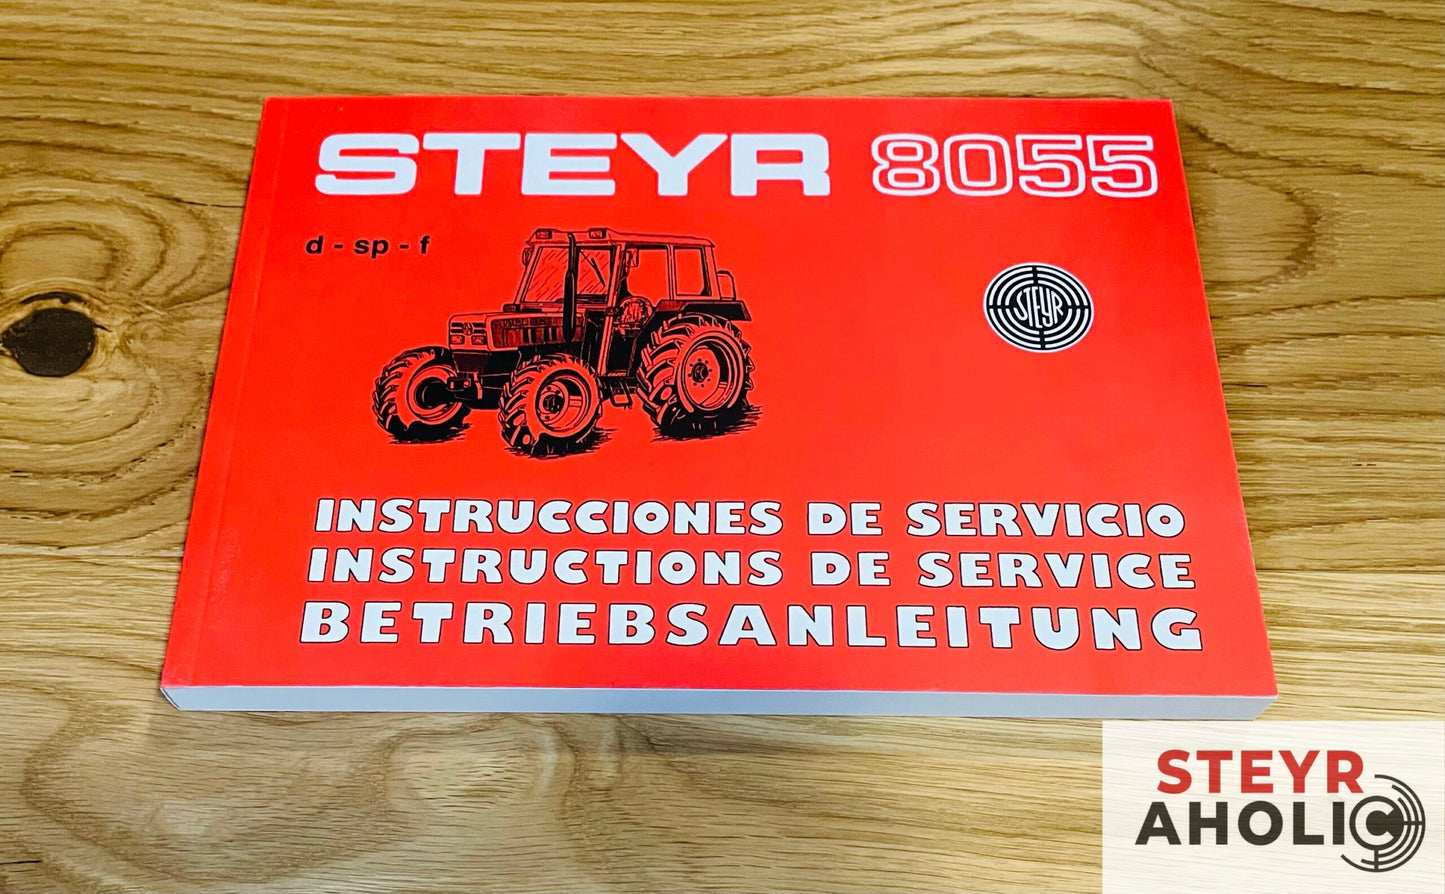 STEYR 8055
d - sp - f
STEYR
INSTRUCCIONES DE SERVICIO
INSTRUCTIONS DE SERVICE
BETRIEBSANLEITUNG
STEYR
AHOLIC